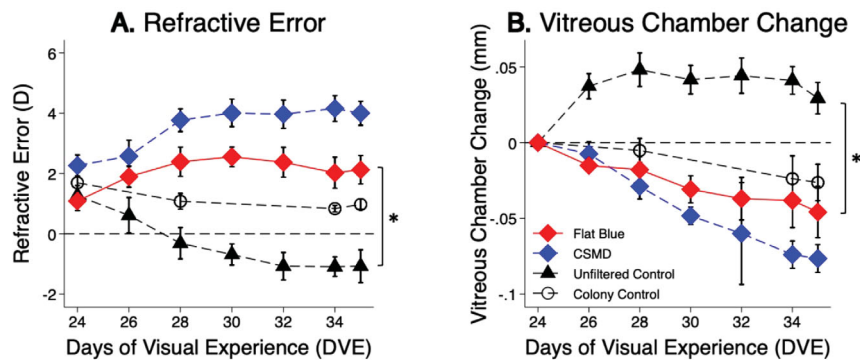 A. Refractive Error
Refractive Error (D)
6
4
2
0
-2
24 26 28 30 32 34
Days of Visual Experience (DVE)
*
B. Vitreous Chamber Change
Vitreous Chamber Change (mm)
.05
0
-0.05
-0.1
24 26 28 30 32 34
Days of Visual Experience (DVE)
Flat Blue
CSMD
Unfiltered Control
Colony Control
*